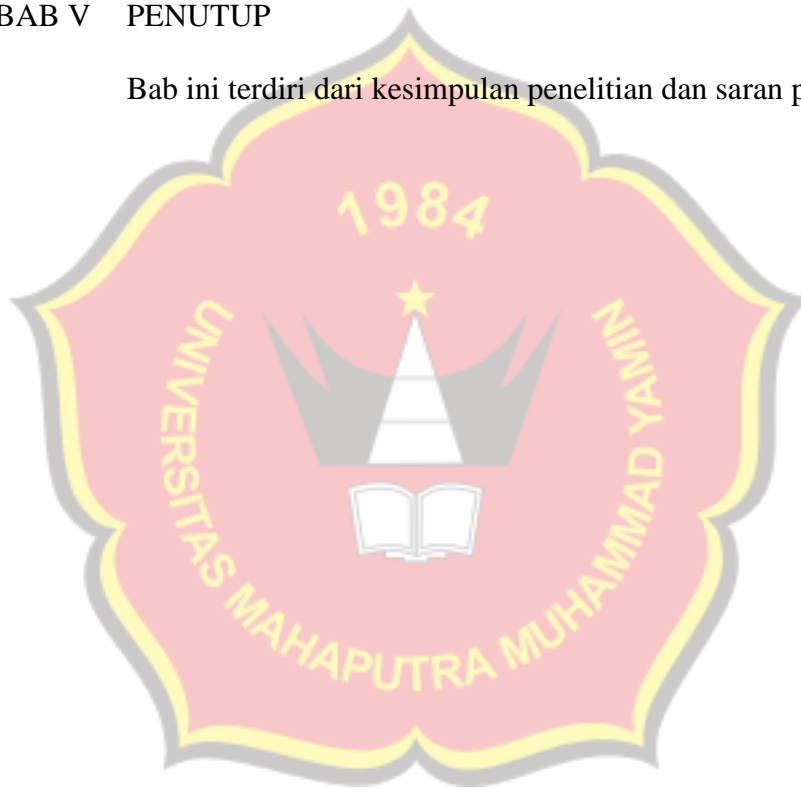 BAB V PENUTUP
Bab ini terdiri dari kesimpulan penelitian dan saran p
1984
UNIVERSITAS MAHAPUTRA MUHAMMAD YAMIN